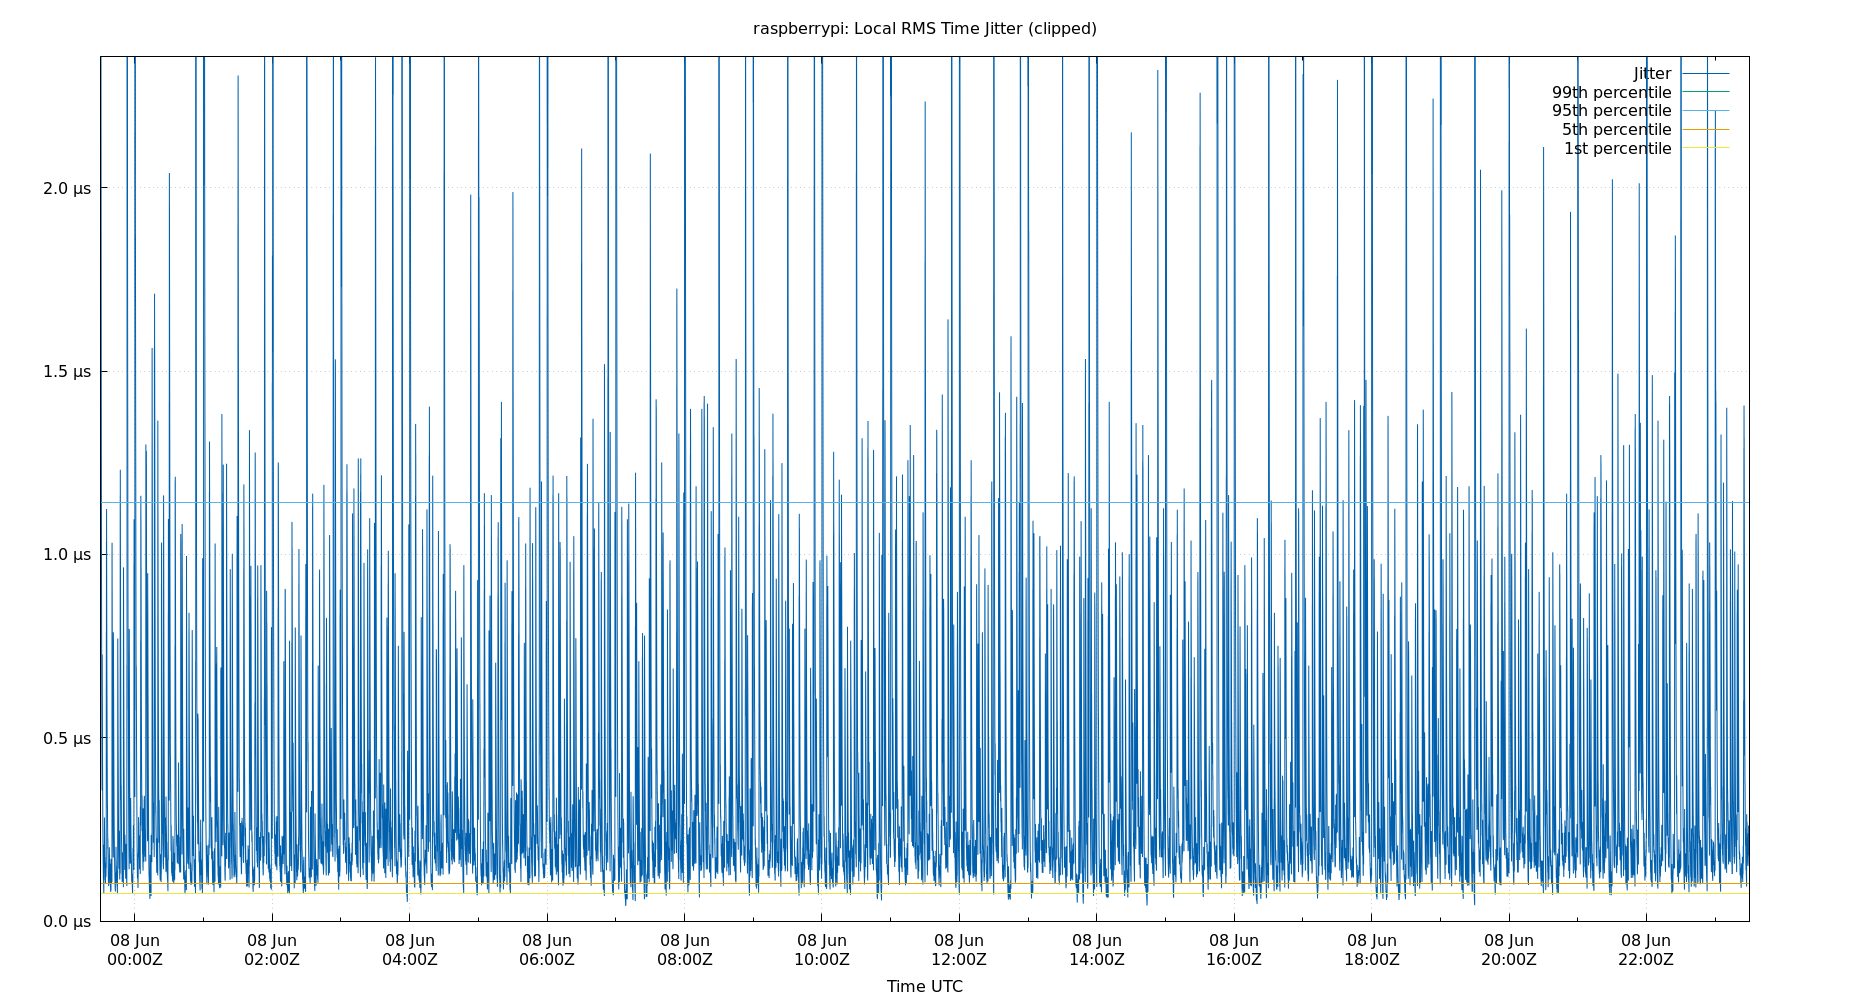 raspberrypi: Local RMS Time Jitter (clipped)
Jitter
99th percentile
95th percentile
5th percentile
1st percentile
2.0 µs
1.5 µs
1.0 µs
0.5 µs
0.0 µs
08 Jun 08 Jun 08 Jun 08 Jun 08 Jun 08 Jun 08 Jun 08 Jun 08 Jun 08 Jun 08 Jun 08 Jun
00:00Z 02:00Z 04:00Z 06:00Z 08:00Z 10:00Z 12:00Z 14:00Z 16:00Z 18:00Z 20:00Z 22:00Z
Time UTC